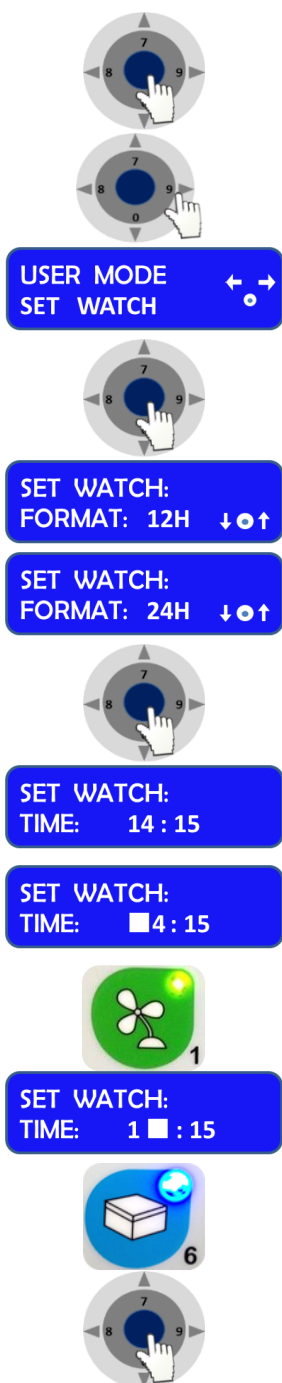 7
8 9
7
8 9
0
USER MODE
SET WATCH
7
8
SET WATCH:
FORMAT: 12H
SET WATCH:
FORMAT: 24H
7
8 9
SET WATCH:
TIME: 14 : 15
SET WATCH:
TIME: 4 : 15
1
SET WATCH:
TIME: 1 : 15
6
7
8 9